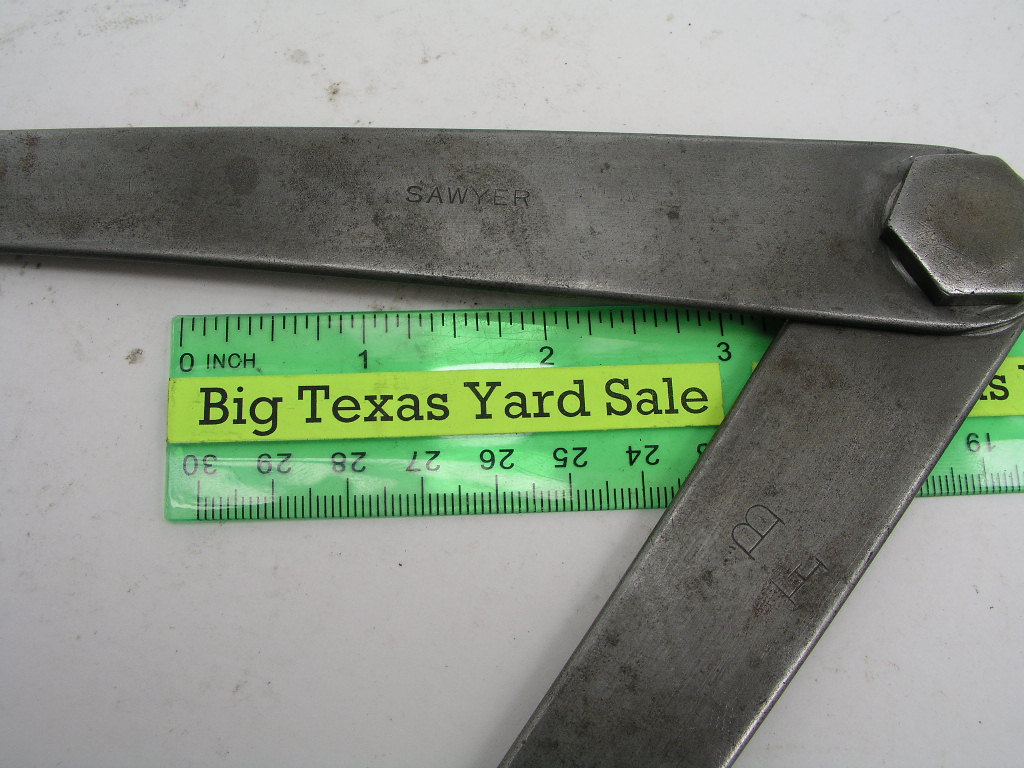 SAWYER
0 INCH 1 2 3
Big Texas Yard Sale
30 29 28 27 26 25 24 19
B
H